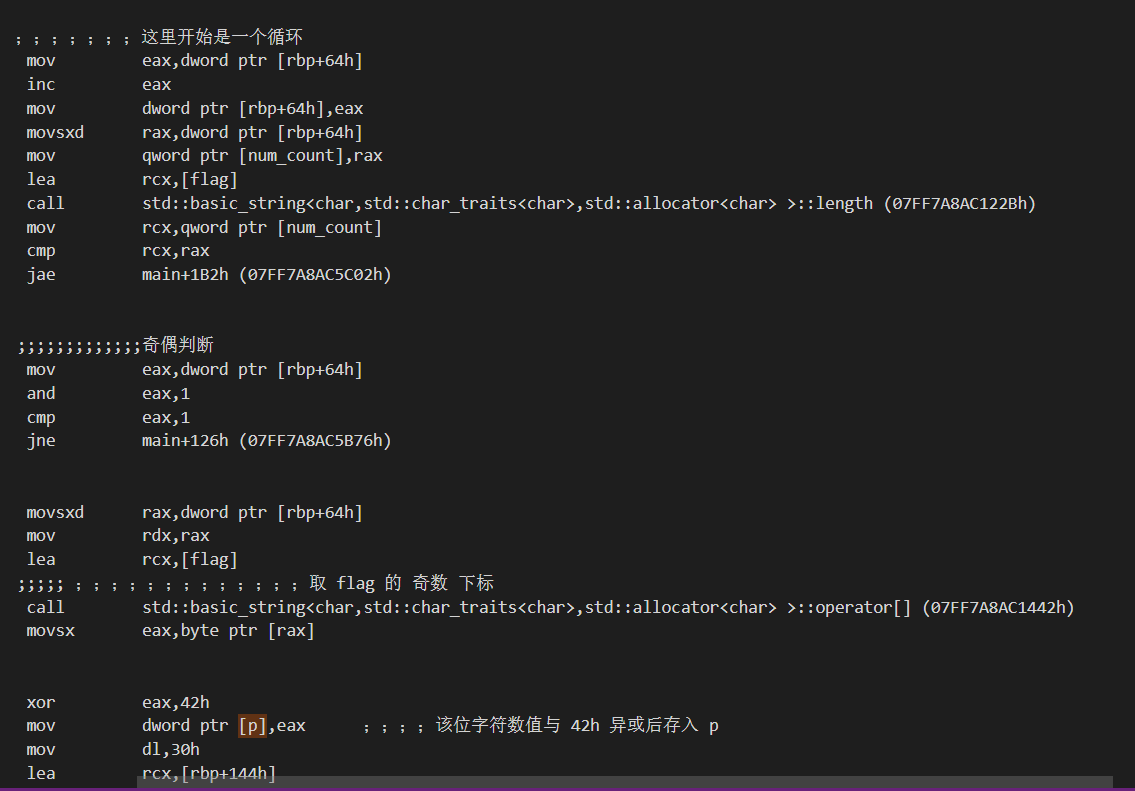 ；；；；；；；这里开始是一个循环
mov eax,dword ptr [rbp+64h]
inc eax
mov dword ptr [rbp+64h],eax
movsxd rax,dword ptr [rbp+64h]
mov qword ptr [num_count],rax
lea rcx,[flag]
call std::basic_string<char,std::char_traits<char>,std::allocator<char> >::length (07FF7A8AC122Bh)
mov rcx,qword ptr [num_count]
cmp rcx,rax
jae main+1B2h (07FF7A8AC5C02h)
;;;;;;;;;;;;;奇偶判断
mov eax,dword ptr [rbp+64h]
and eax,1
cmp eax,1
jne main+126h (07FF7A8AC5B76h)
movsxd rax,dword ptr [rbp+64h]
mov rdx,rax
lea rcx,[flag]
;;;;; ；；；；；；；；；；；；；取 flag 的 奇数 下标
call std::basic_string<char,std::char_traits<char>,std::allocator<char> >::operator[] (07FF7A8AC1442h)
movsx eax,byte ptr [rax]
xor eax,42h
mov dword ptr [p],eax ；；；；该位字符数值与 42h 异或后存入 p
mov dl,30h
lea rcx,[rbp+144h]